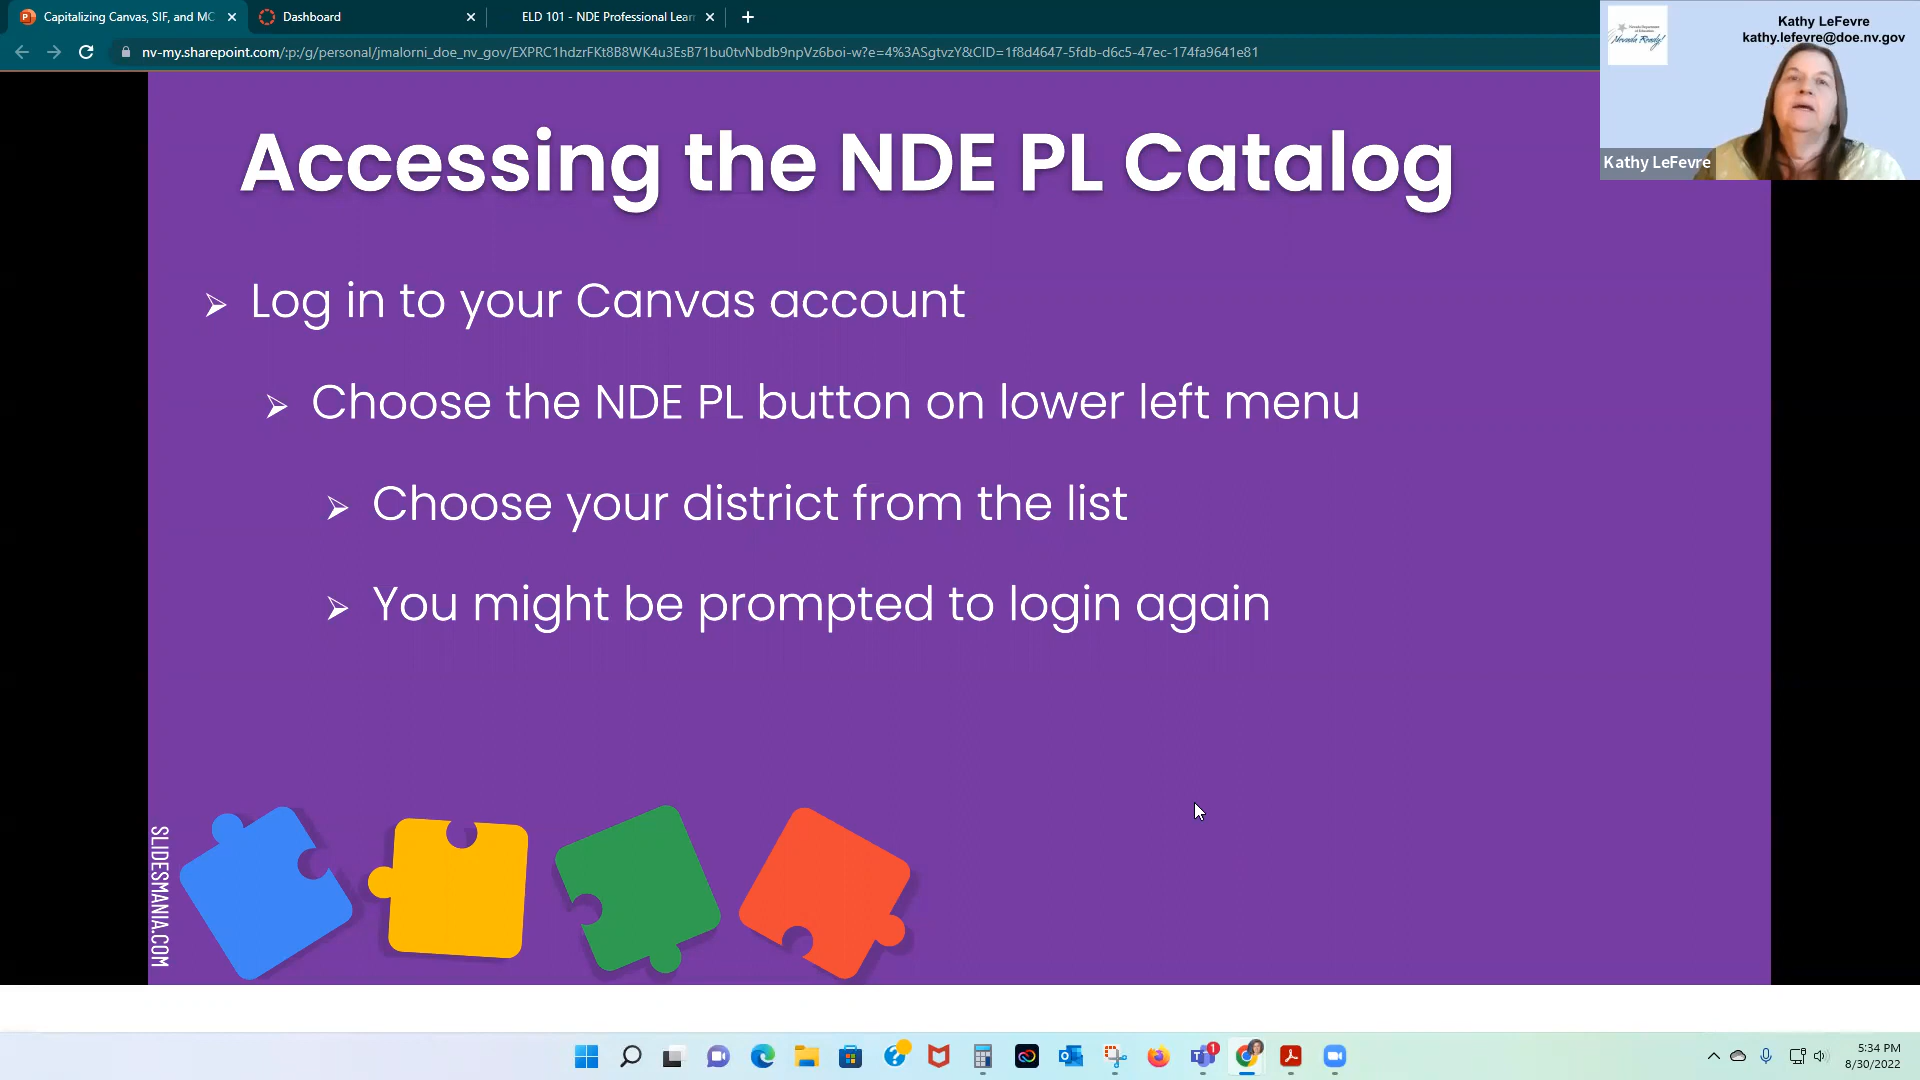 Capitalizing Canvas, SIF, and MC
Dashboard
ELD 101 - NDE Professional Lear
nv-my.sharepoint.com/:p:/g/personal/jmalorni_doe_nv_gov/EXPRC1hdzrFKt8B8WK4u3EsB71bu0tvNbdb9npVz6boi-w?e=4%3ASgtvzY&CID=1f8d4647-5fdb-d6c5-47ec-174fa9641e81
Kathy LeFevre
kathy.lefevre@doe.nv.gov
Nevada Ready!
Kathy LeFevre
Accessing the NDE PL Catalog
Log in to your Canvas account
Choose the NDE PL button on lower left menu
Choose your district from the list
You might be prompted to login again
SLIDESMANIA.COM
5:34 PM
8/30/2022